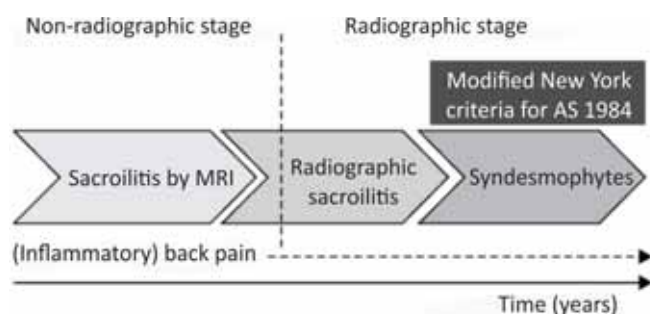 Non-radiographic stage
Radiographic stage
Modified New York
criteria for AS 1984
Sacroilitis by MRI
Radiographic
sacroilitis
Syndesmophytes
(Inflammatory) back pain
Time (years)